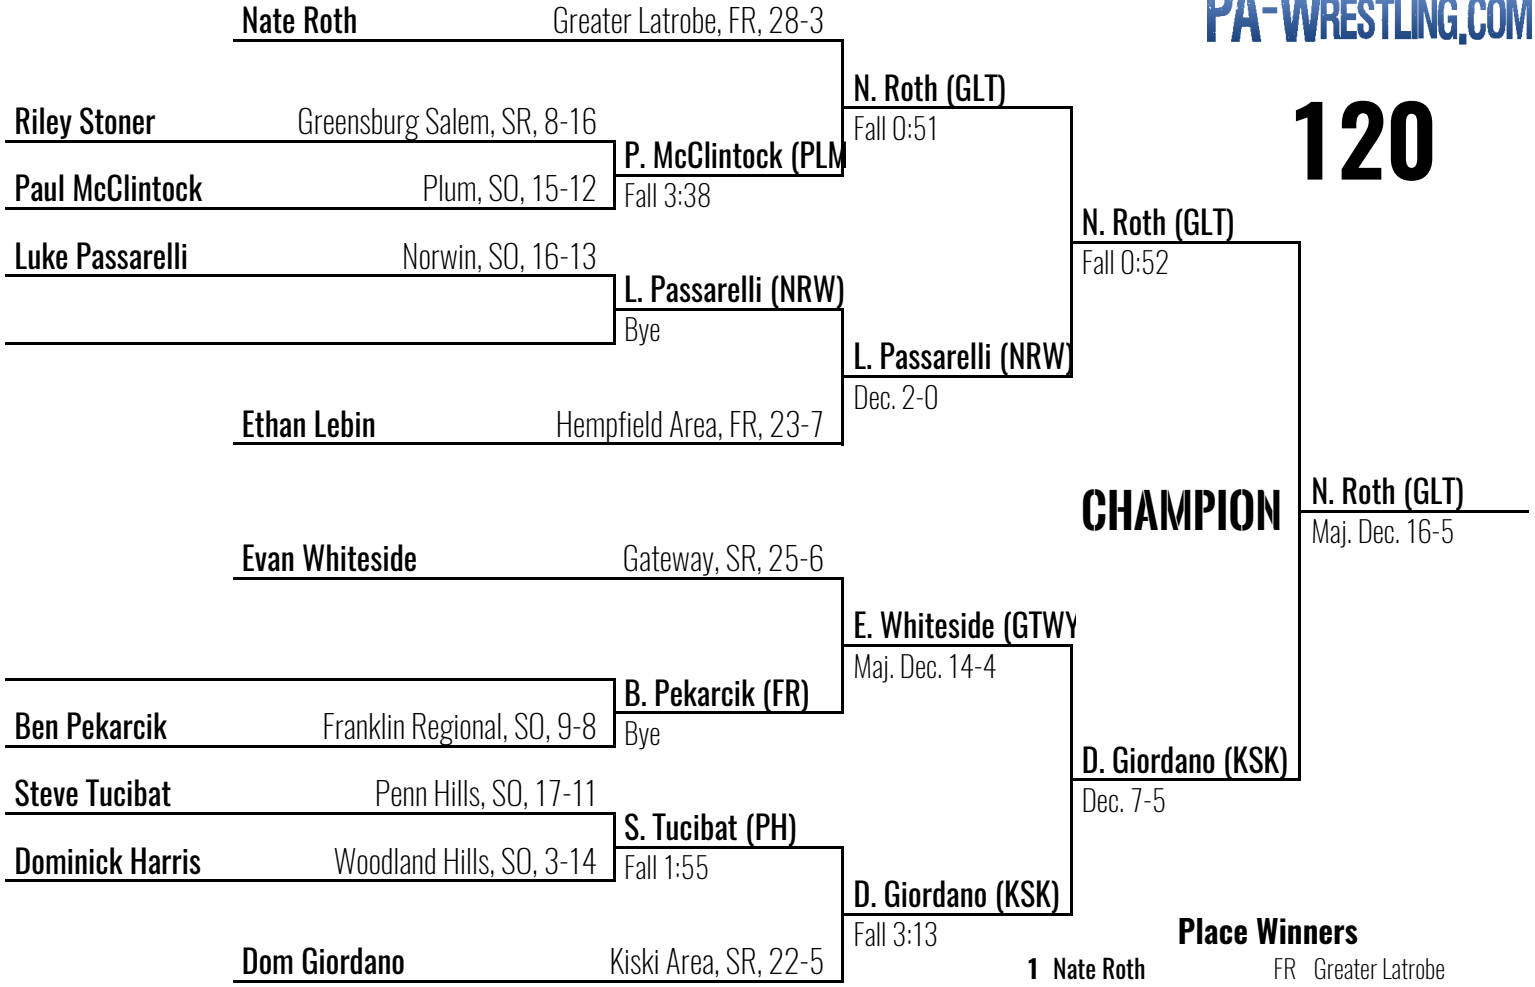 Nate Roth Greater Latrobe, FR, 28-3
PA-WRESTLING.COM
N. Roth (GLT)
Fall 0:51
120
Riley Stoner Greensburg Salem, SR, 8-16
P. McClintock (PLM
Fall 3:38
Paul McClintock Plum, SO, 15-12
N. Roth (GLT)
Fall 0:52
Luke Passarelli Norwin, SO, 16-13
L. Passarelli (NRW)
Bye
L. Passarelli (NRW)
Dec. 2-0
Ethan Lebin Hempfield Area, FR, 23-7
CHAMPION
N. Roth (GLT)
Maj. Dec. 16-5
Evan Whiteside Gateway, SR, 25-6
E. Whiteside (GTWY
Maj. Dec. 14-4
B. Pekarcik (FR)
Bye
Ben Pekarcik Franklin Regional, SO, 9-8
D. Giordano (KSK)
Dec. 7-5
Steve Tucibat Penn Hills, SO, 17-11
S. Tucibat (PH)
Fall 1:55
Dominick Harris Woodland Hills, SO, 3-14
D. Giordano (KSK)
Fall 3:13
Dom Giordano Kiski Area, SR, 22-5
Place Winners
1 Nate Roth FR Greater Latrobe